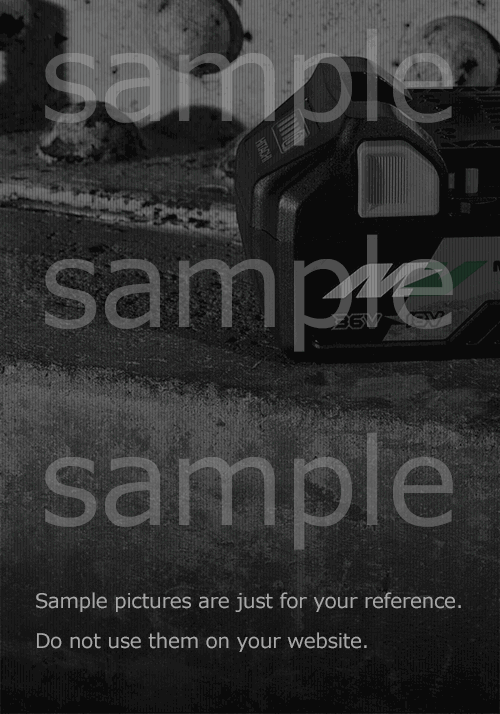 sample
HITACHI
sample
36V 18V
sample
Sample pictures are just for your reference.
Do not use them on your website.